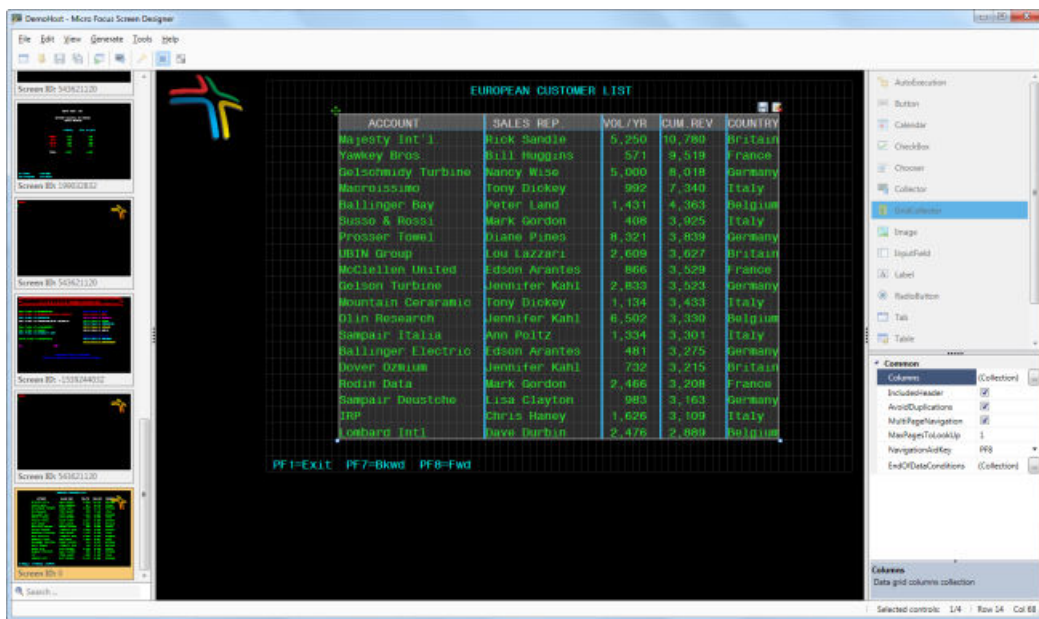 DemoHost - Micro Focus Screen Designer
File Edit View Generate Tools Help
Screen ID: 543621120
Screen ID: 599032832
Screen ID: 543621120
Screen ID: -1539244032
Screen ID: 543621120
Screen ID: 0
Search...
EUROPEAN CUSTOMER LIST
ACCOUNT SALES REP. VOL/YR CUM.REV COUNTRY
Majesty Int'l Rick Sandle 5,250 10,780 Britain
Yawkey Bros. Bill Huggins 571 9,519 France
Gelschmidy Turbine Nancy Wise 5,000 8,018 Germany
Macroissimo Tony Dickey 992 7,340 Italy
Ballinger Bay Peter Land 1,431 4,363 Belgium
Susso & Rossi Mark Gordon 408 3,925 Italy
Prosser Towel Diane Pines 8,321 3,839 Germany
UBIN Group Lou Lazzari 2,609 3,627 Britain
McClellen United Edson Arantes 866 3,529 France
Gelson Turbine Jennifer Kahl 2,833 3,523 Germany
Mountain Ceraramic Tony Dickey 1,134 3,433 Italy
Olin Research Jennifer Kahl 6,502 3,330 Belgium
Sampair Italia Ann Poltz 1,334 3,301 Italy
Ballinger Electric Edson Arantes 481 3,275 Germany
Dover Ozmium Jennifer Kahl 732 3,215 Britain
Rodin Data Mark Gordon 2,466 3,208 France
Sampair Deustche Lisa Clayton 983 3,163 Germany
IRP Chris Haney 1,626 3,109 Italy
Lombard Intl Dave Durbin 2,476 2,889 Belgium
PF1=Exit PF7=Bkwd PF8=Fwd
AutoExecution
Button
Calendar
CheckBox
Chooser
Collector
GridCollector
Image
InputField
Label
RadioButton
Tab
Table
Common
Columns (Collection)
IncludedHeader
AvoidDuplications
MultiPageNavigation
MaxPagesToLookUp 1
NavigationAidKey PF8
EndOfDataConditions (Collection)
Columns
Data grid columns collection
Selected controls: 1/4 Row 14 Col 68